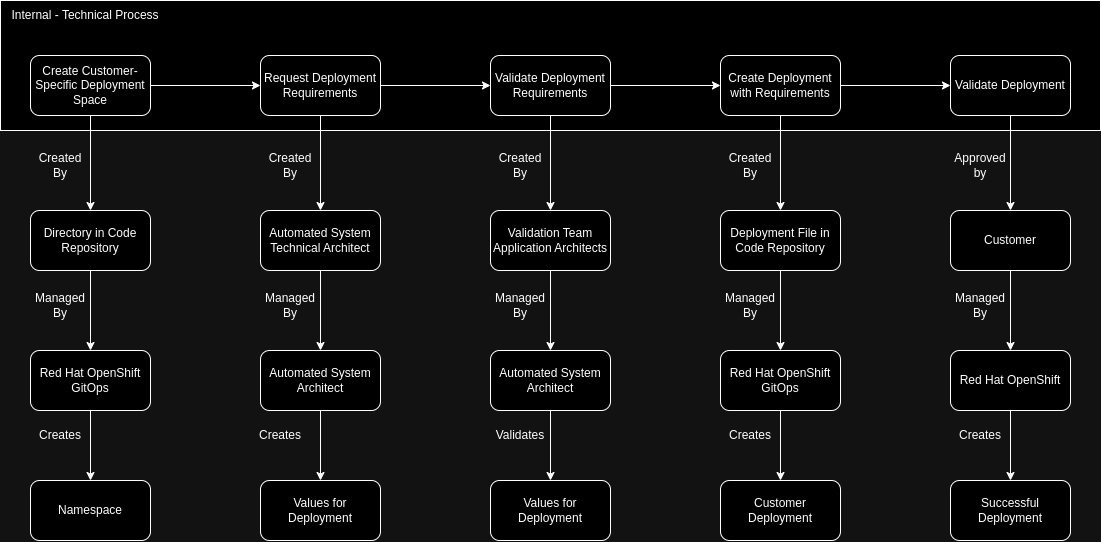 Internal - Technical Process
Create Customer-
Specific Deployment
Space
Request Deployment
Requirements
Validate Deployment
Requirements
Create Deployment
with Requirements
Validate Deployment
Created
By
Created
By
Created
By
Created
By
Approved
by
Directory in Code
Repository
Automated System
Technical Architect
Validation Team
Application Architects
Deployment File in
Code Repository
Customer
Managed
By
Managed
By
Managed
By
Managed
By
Managed
By
Red Hat OpenShift
GitOps
Automated System
Architect
Automated System
Architect
Red Hat OpenShift
GitOps
Red Hat OpenShift
Creates
Creates
Validates
Creates
Creates
Namespace
Values for
Deployment
Values for
Deployment
Customer
Deployment
Successful
Deployment